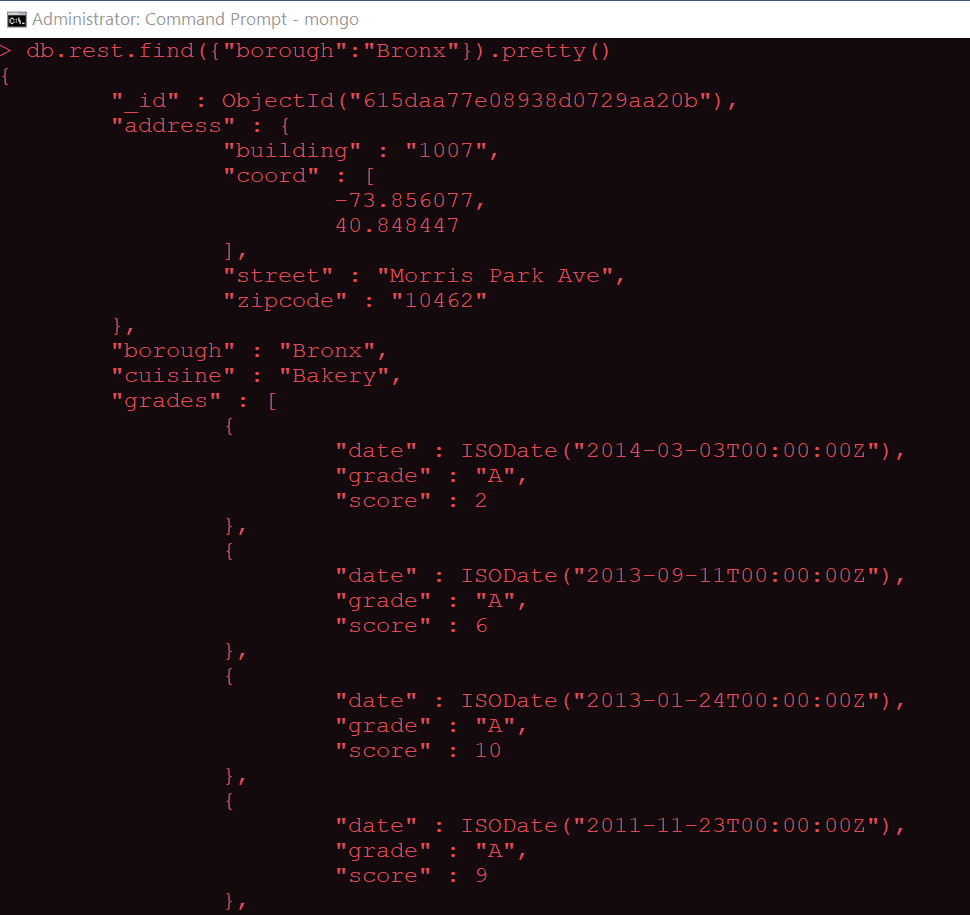 Administrator: Command Prompt - mongo
> db.rest.find({"borough":"Bronx"}).pretty()
{
        "_id" : ObjectId("615daa77e08938d0729aa20b"),
        "address" : {
                "building" : "1007",
                "coord" : [
                        -73.856077,
                        40.848447
                ],
                "street" : "Morris Park Ave",
                "zipcode" : "10462"
        },
        "borough" : "Bronx",
        "cuisine" : "Bakery",
        "grades" : [
                {
                        "date" : ISODate("2014-03-03T00:00:00Z"),
                        "grade" : "A",
                        "score" : 2
                },
                {
                        "date" : ISODate("2013-09-11T00:00:00Z"),
                        "grade" : "A",
                        "score" : 6
                },
                {
                        "date" : ISODate("2013-01-24T00:00:00Z"),
                        "grade" : "A",
                        "score" : 10
                },
                {
                        "date" : ISODate("2011-11-23T00:00:00Z"),
                        "grade" : "A",
                        "score" : 9
                },